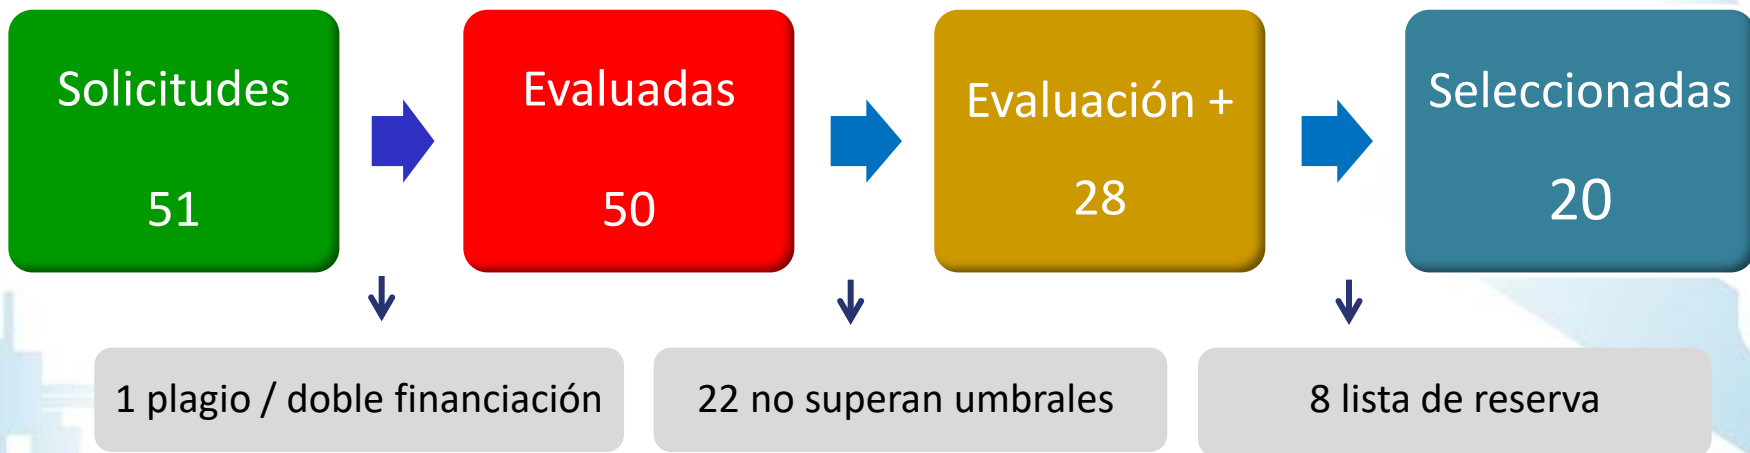 Solicitudes
51
Evaluadas
50
Evaluación +
28
Seleccionadas
20
1 plagio / doble financiación
22 no superan umbrales
8 lista de reserva